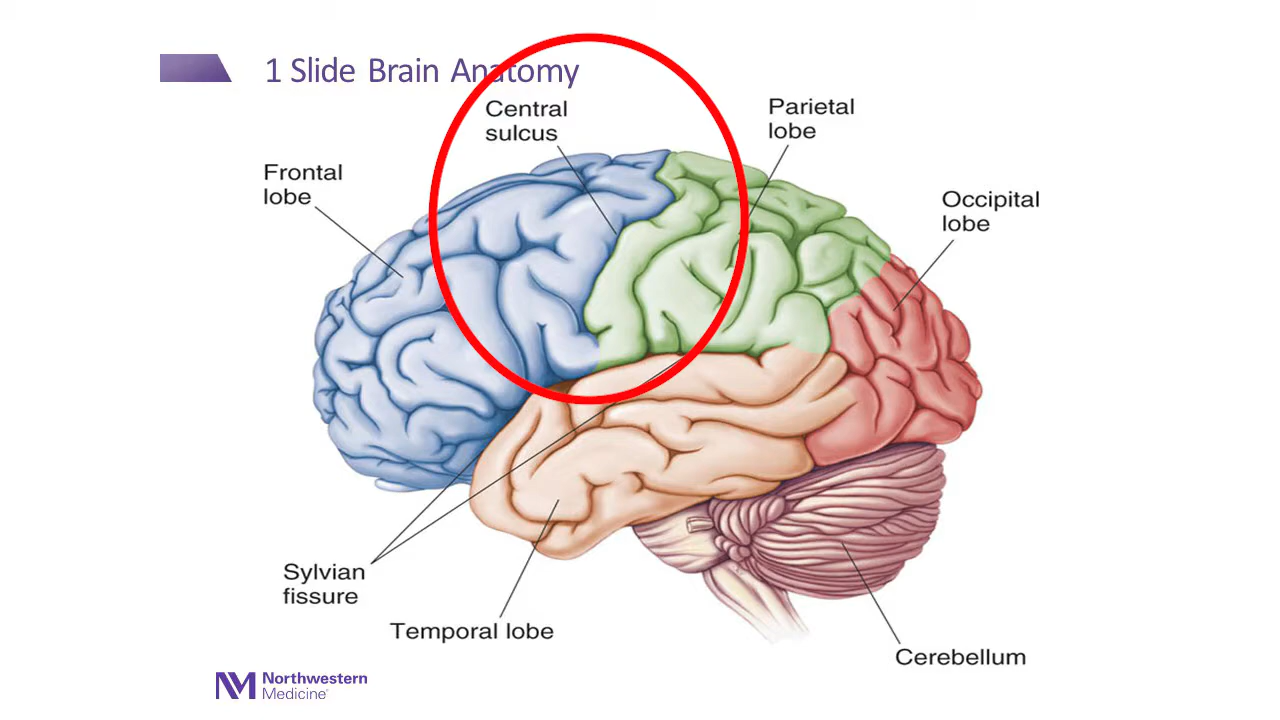 1 Slide Brain Anatomy
Central
sulcus
Parietal
lobe
Frontal
lobe
Occipital
lobe
Sylvian
fissure
Temporal lobe
Cerebellum
NM Northwestern
Medicine®